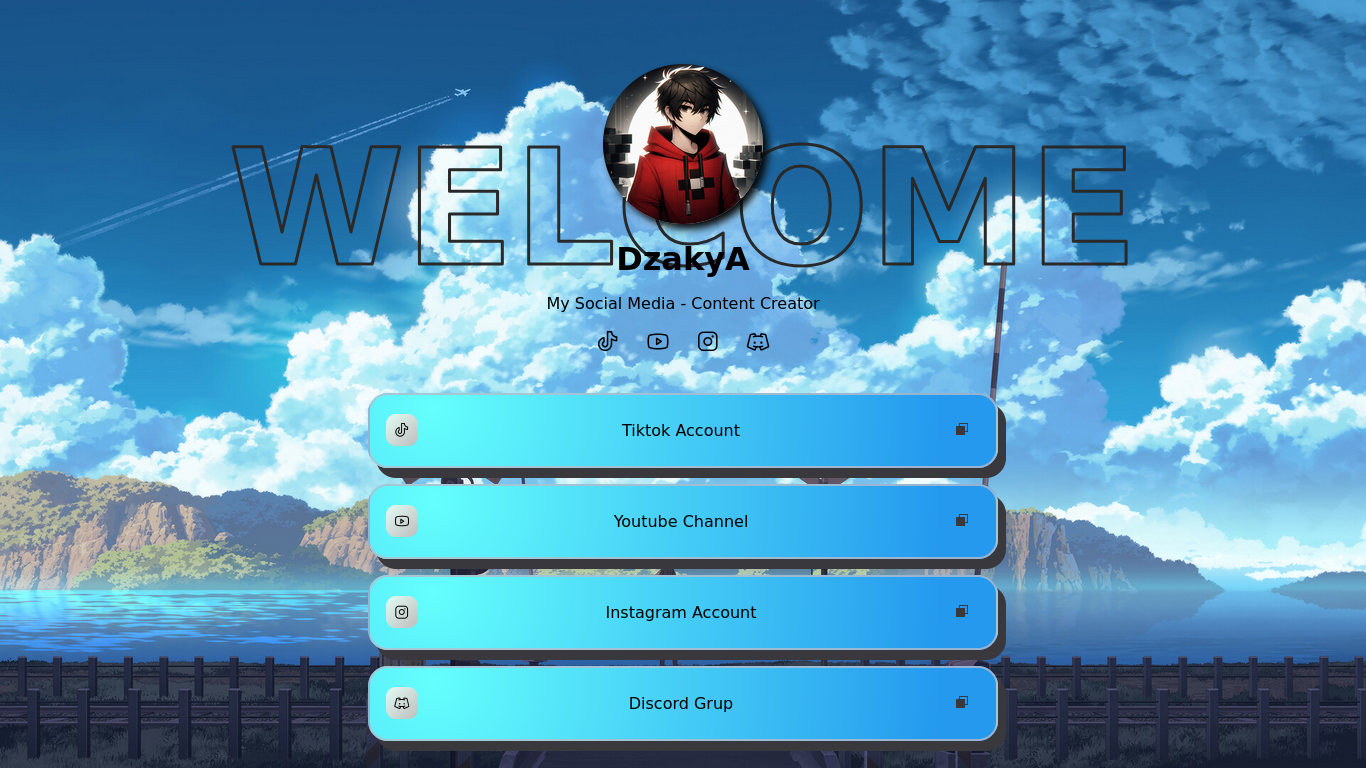 WELCOME
DzakyA
My Social Media - Content Creator
Tiktok Account
Youtube Channel
Instagram Account
Discord Grup